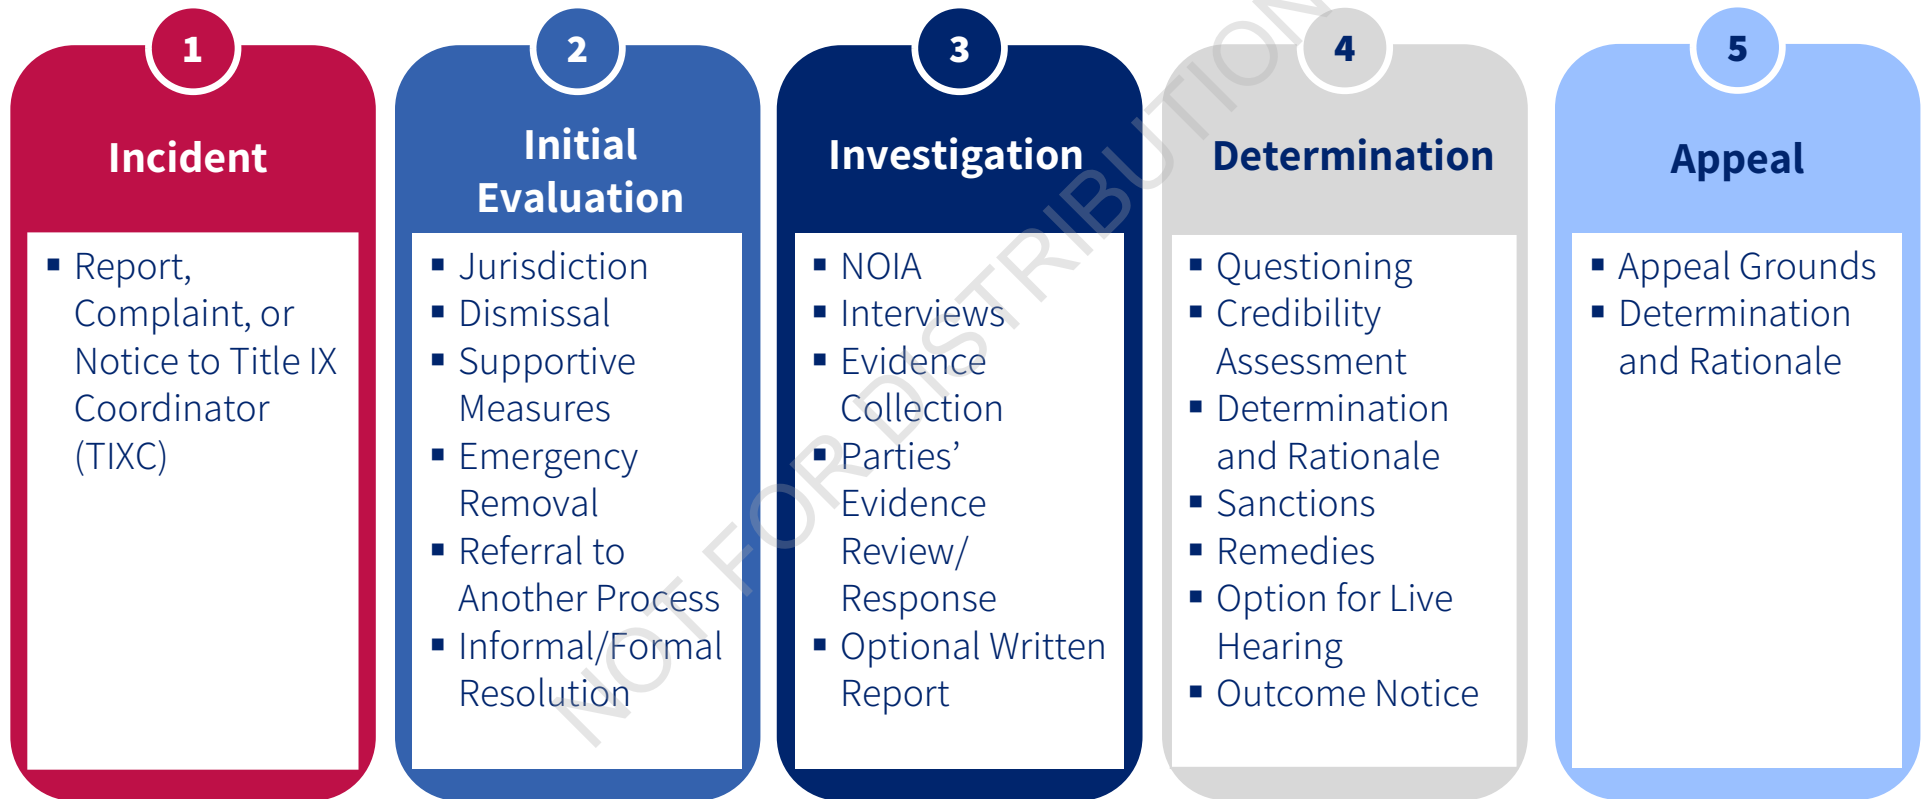 1
Incident
▪ Report,
Complaint, or
Notice to Title IX
Coordinator
(TIXC)
2
Initial
Evaluation
▪ Jurisdiction
▪ Dismissal
▪ Supportive
Measures
▪ Emergency
Removal
▪ Referral to
Another Process
▪ Informal/Formal
Resolution
3
Investigation
▪ NOIA
▪ Interviews
▪ Evidence
Collection
▪ Parties’
Evidence
Review/
Response
▪ Optional Written
Report
4
Determination
▪ Questioning
▪ Credibility
Assessment
▪ Determination
and Rationale
▪ Sanctions
▪ Remedies
▪ Option for Live
Hearing
▪ Outcome Notice
5
Appeal
▪ Appeal Grounds
▪ Determination
and Rationale
NOT FOR DISTRIBUTION